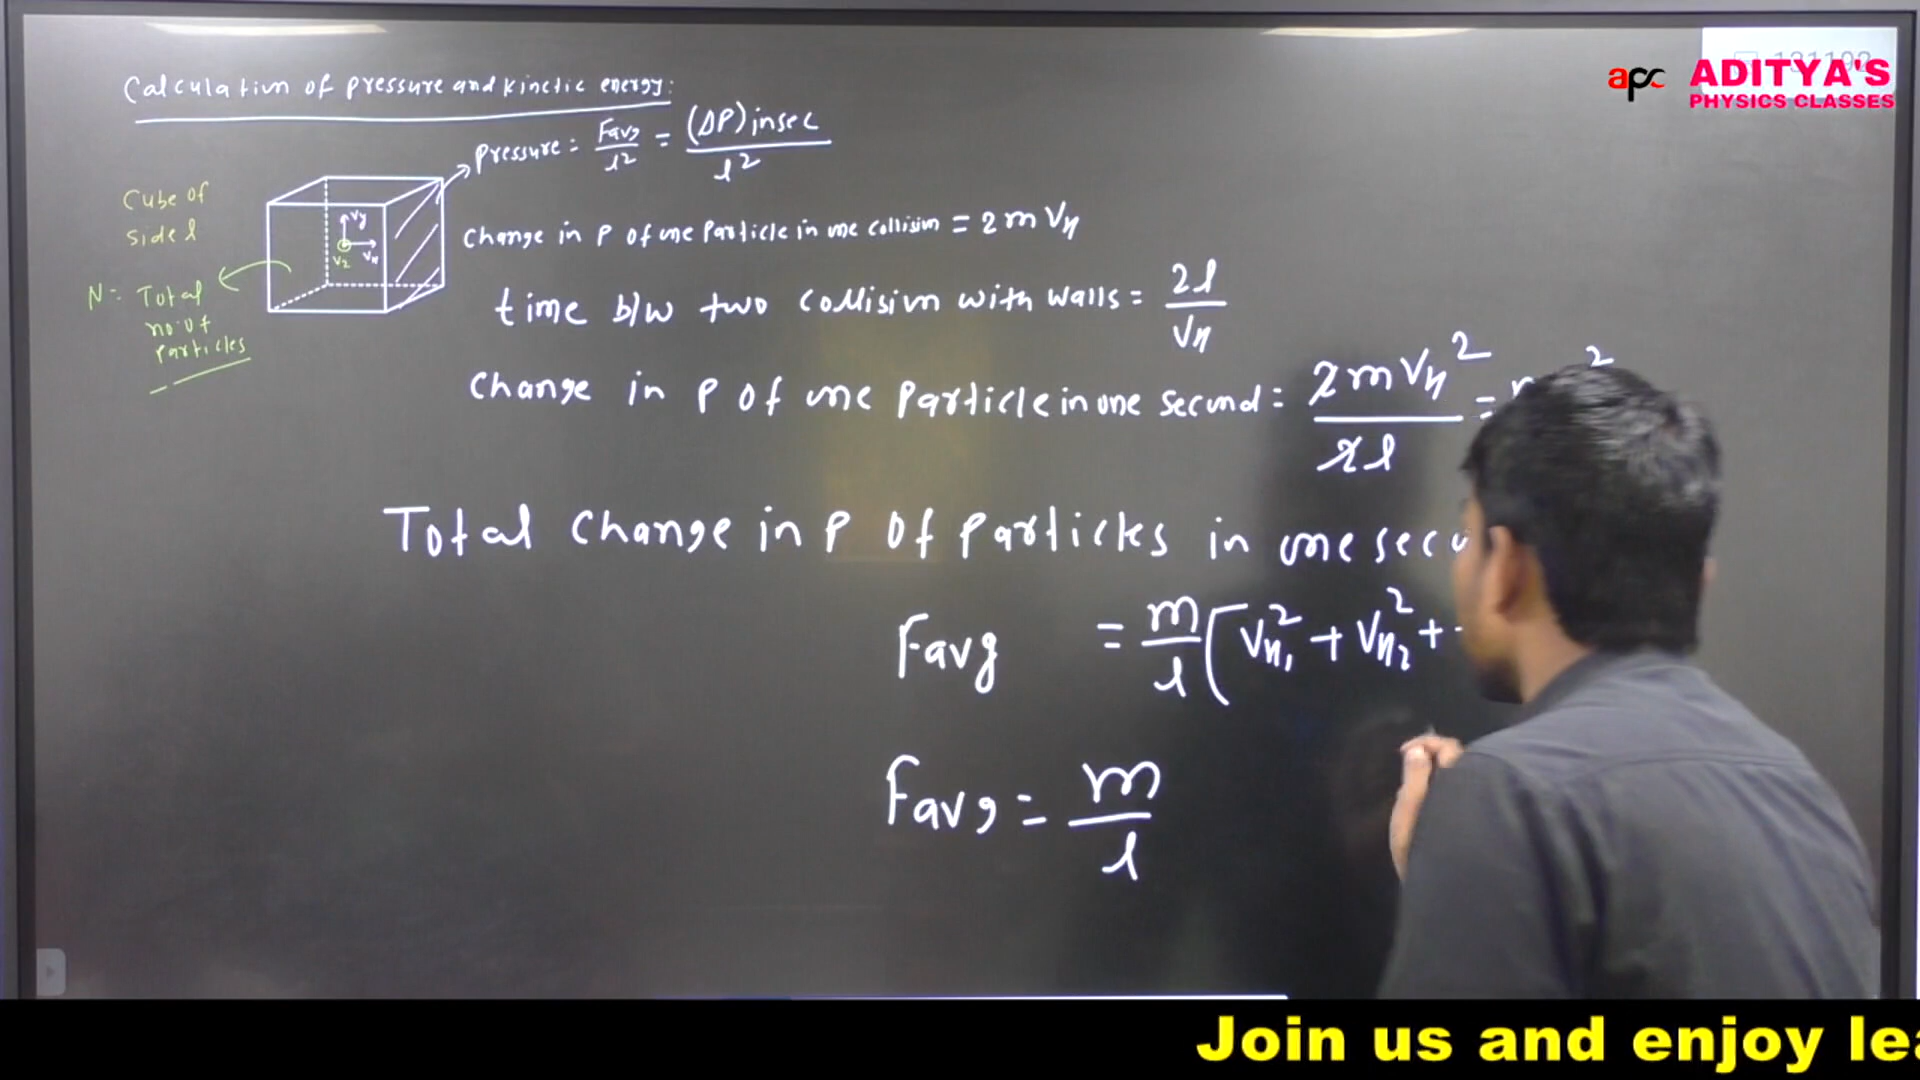 Calculation of pressure and kinetic energy:
Pressure = Favg / l² = (ΔP) in sec / l²
Cube of
side l
N = Total
no. of
particles
Vy
Vz
Vx
Change in P of one Particle in one collision = 2mVx
time b/w two collision with walls = 2l / Vx
Change in P of one Particle in one second = 2mVx² / 2l =
Total Change in P of Particles in one secu
Favg = m/l (Vx₁² + Vx₂² +
Favg = m/l
apc ADITYA'S
PHYSICS CLASSES
Join us and enjoy lea